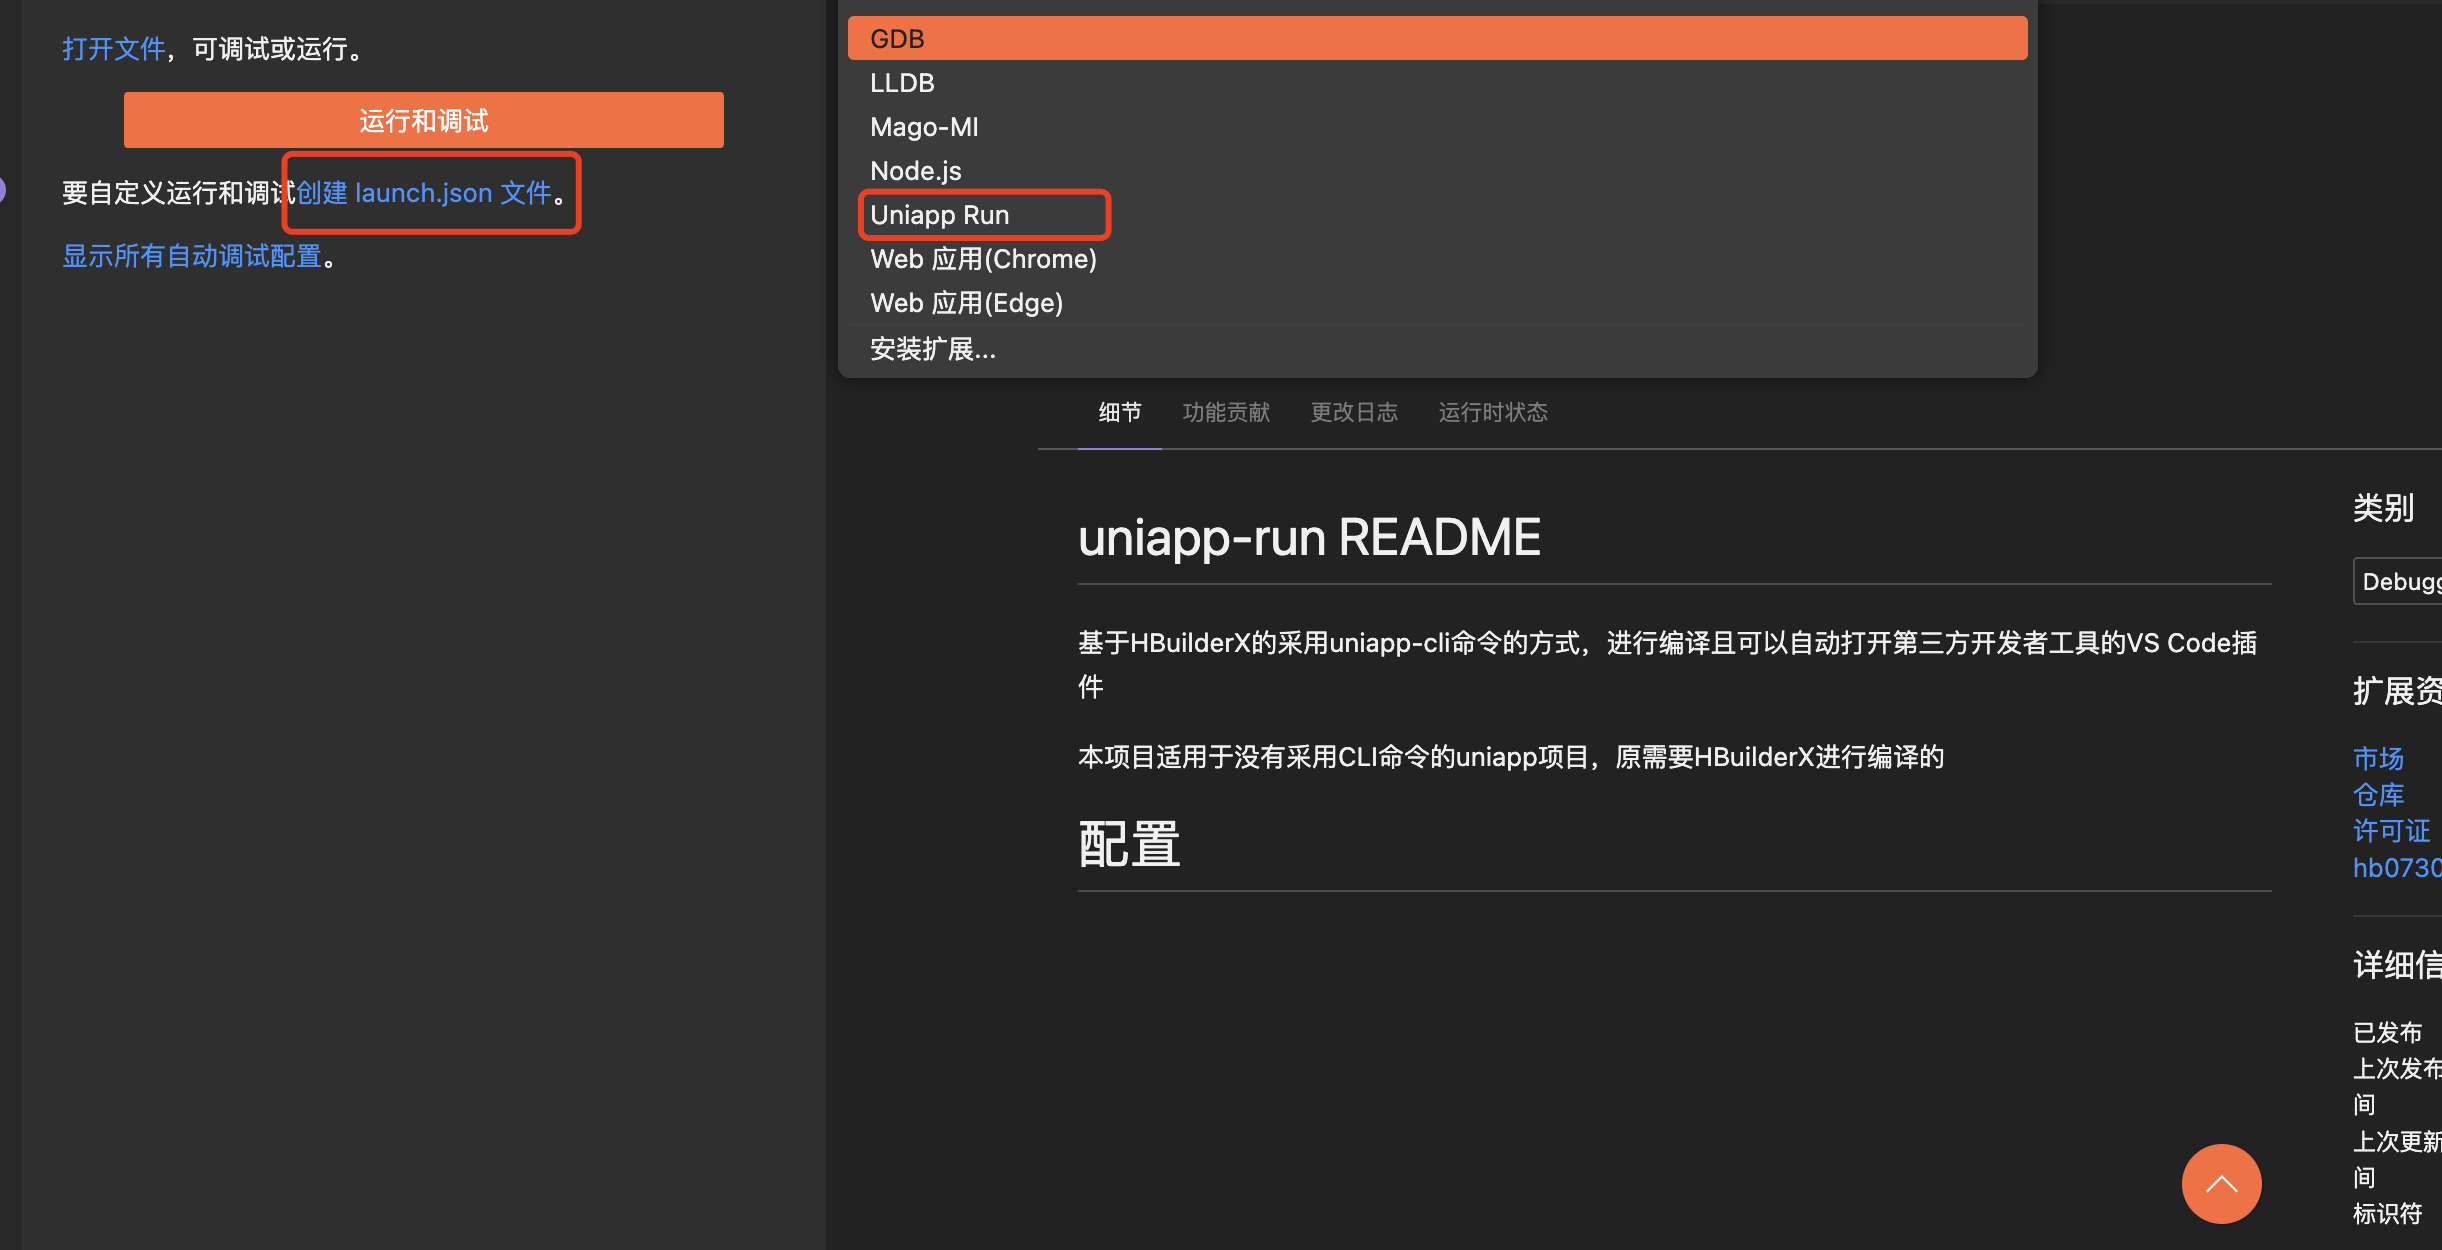 打开文件，可调试或运行。
运行和调试
要自定义运行和调试创建 launch.json 文件。
显示所有自动调试配置。
GDB
LLDB
Mago-MI
Node.js
Uniapp Run
Web 应用(Chrome)
Web 应用(Edge)
安装扩展...
细节 功能贡献 更改日志 运行时状态
uniapp-run README
基于HBuilderX的采用uniapp-cli命令的方式，进行编译且可以自动打开第三方开发者工具的VS Code插
件
本项目适用于没有采用CLI命令的uniapp项目，原需要HBuilderX进行编译的
配置
类别
Debugg
扩展资
市场
仓库
许可证
hb0730
详细信
已发布
上次发布
间
上次更新
间
标识符